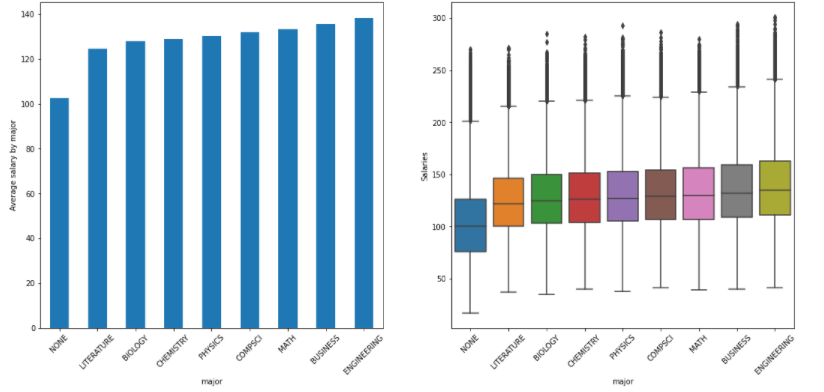 Average salary by major
140
120
100
80
60
40
20
0
NONE
LITERATURE
BIOLOGY
CHEMISTRY
PHYSICS
COMPSCI
MATH
BUSINESS
ENGINEERING
major
Salaries
300
250
200
150
100
50
NONE
LITERATURE
BIOLOGY
CHEMISTRY
PHYSICS
COMPSCI
MATH
BUSINESS
ENGINEERING
major